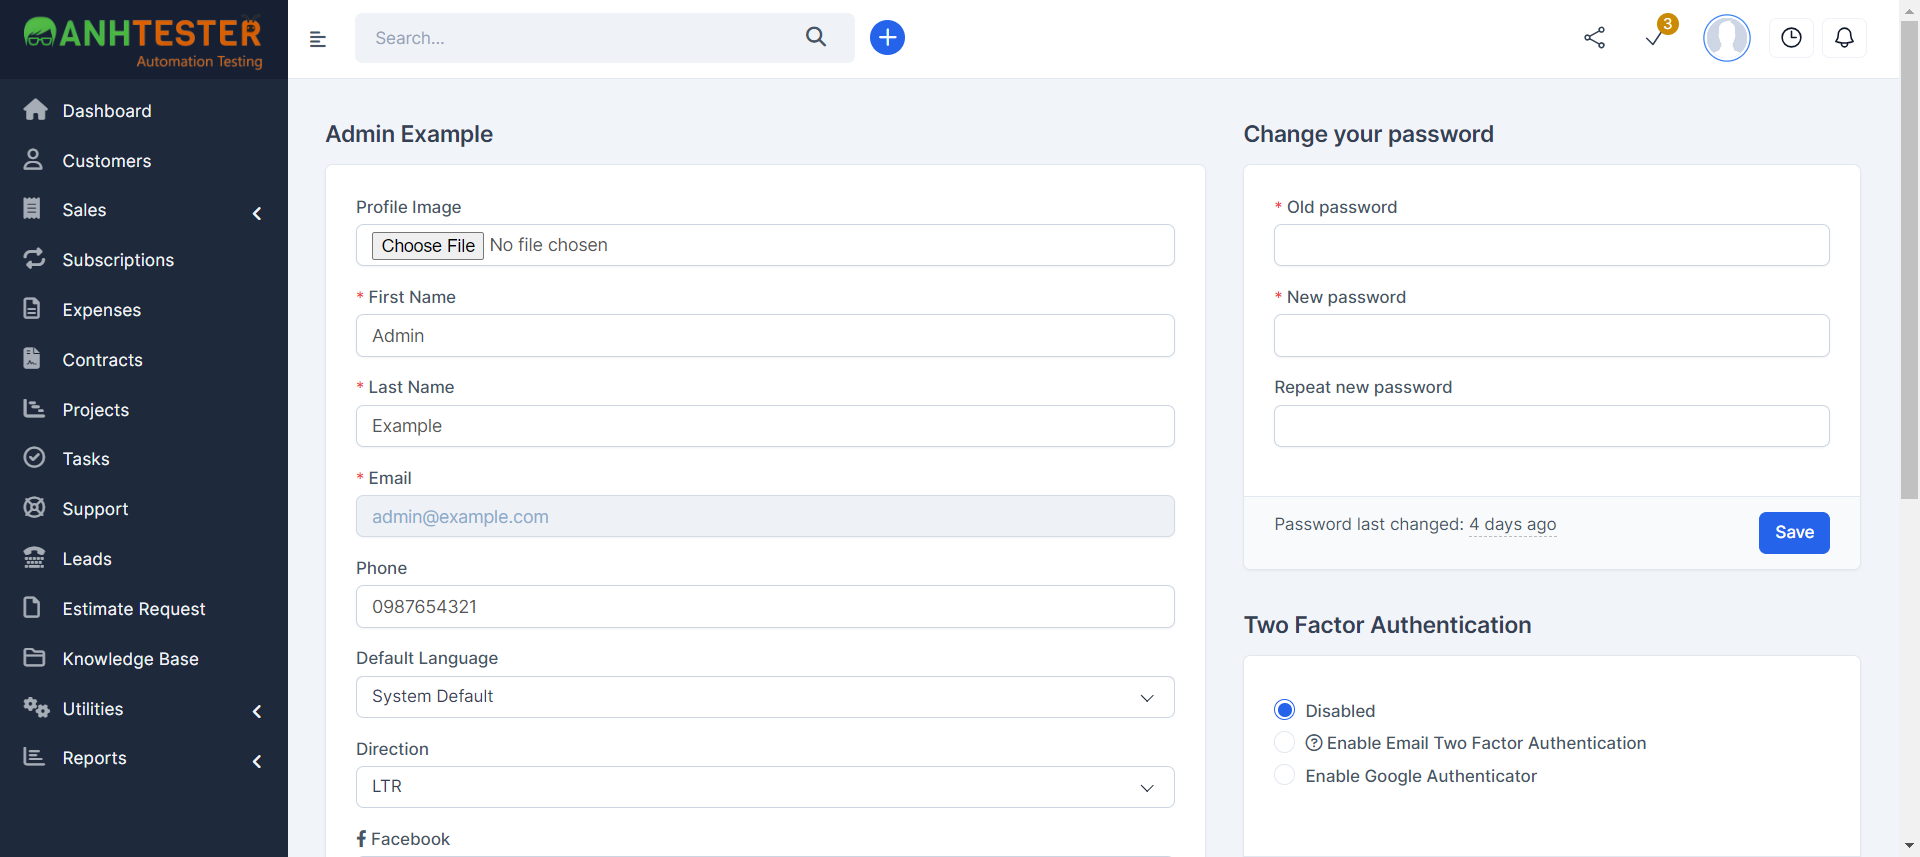 ANHTESTER
Automation Testing
Search...
3
Dashboard
Customers
Sales
Subscriptions
Expenses
Contracts
Projects
Tasks
Support
Leads
Estimate Request
Knowledge Base
Utilities
Reports
Admin Example
Profile Image
Choose File No file chosen
* First Name
Admin
* Last Name
Example
* Email
admin@example.com
Phone
0987654321
Default Language
System Default
Direction
LTR
Facebook
Change your password
* Old password
* New password
Repeat new password
Password last changed: 4 days ago
Save
Two Factor Authentication
Disabled
Enable Email Two Factor Authentication
Enable Google Authenticator